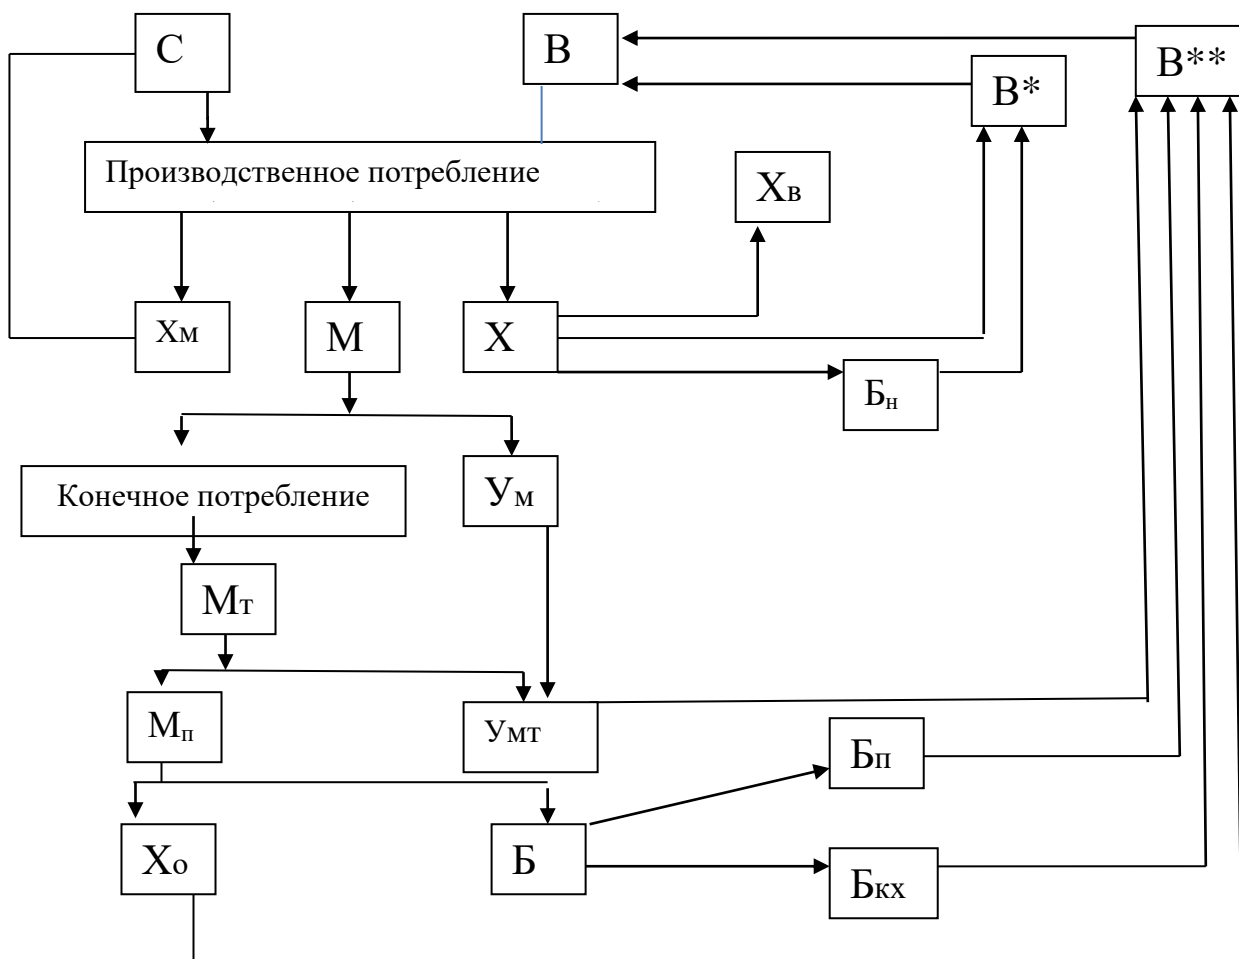 С
В
В**
В*
Производственное потребление
Хв
Хм
М
Х
Бн
Конечное потребление
Ум
Мт
Мп
Умт
Бп
Хо
Б
Бкх